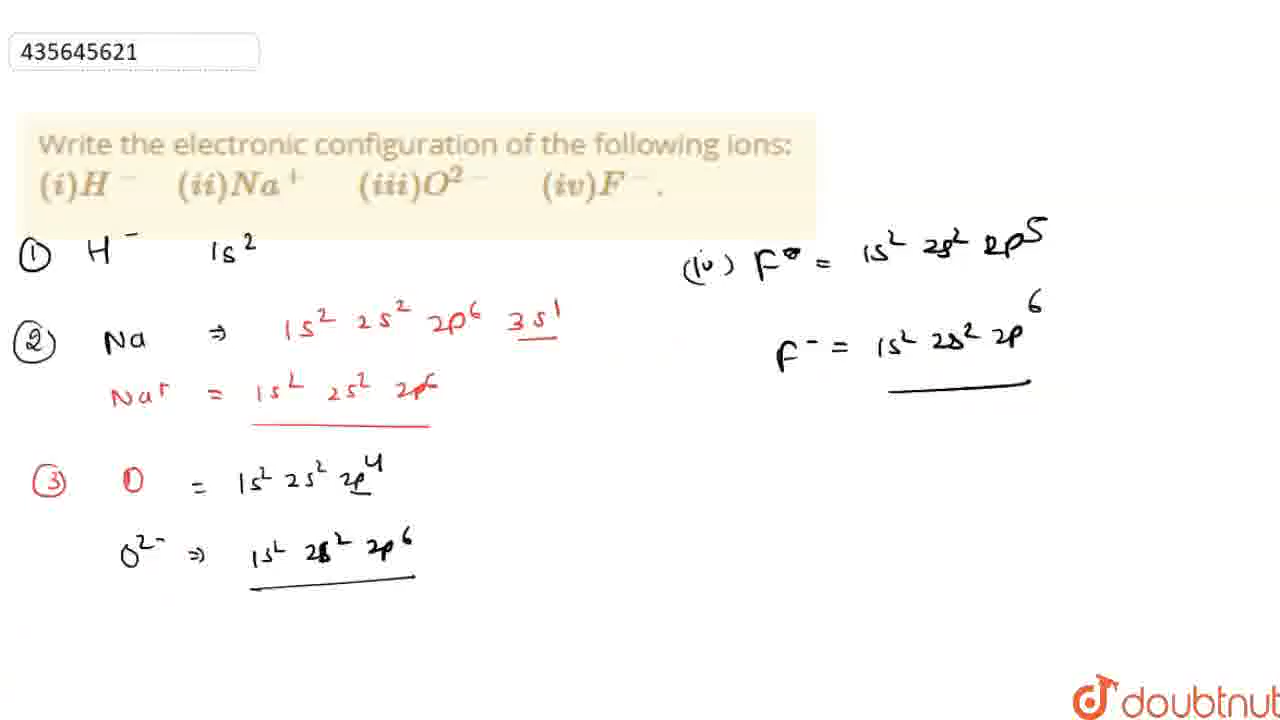 435645621
Write the electronic configuration of the following ions:
(i)H⁻ (ii)Na⁺ (iii)O²⁻ (iv)F⁻.
① H⁻ 1s²
② Na ⇒ 1s² 2s² 2p⁶ 3s¹
Na⁺ = 1s² 2s² 2p⁶
③ O = 1s² 2s² 2p⁴
O²⁻ ⇒ 1s² 2s² 2p⁶
(iv) F = 1s² 2s² 2p⁵
F⁻ = 1s² 2s² 2p⁶
doubtnut